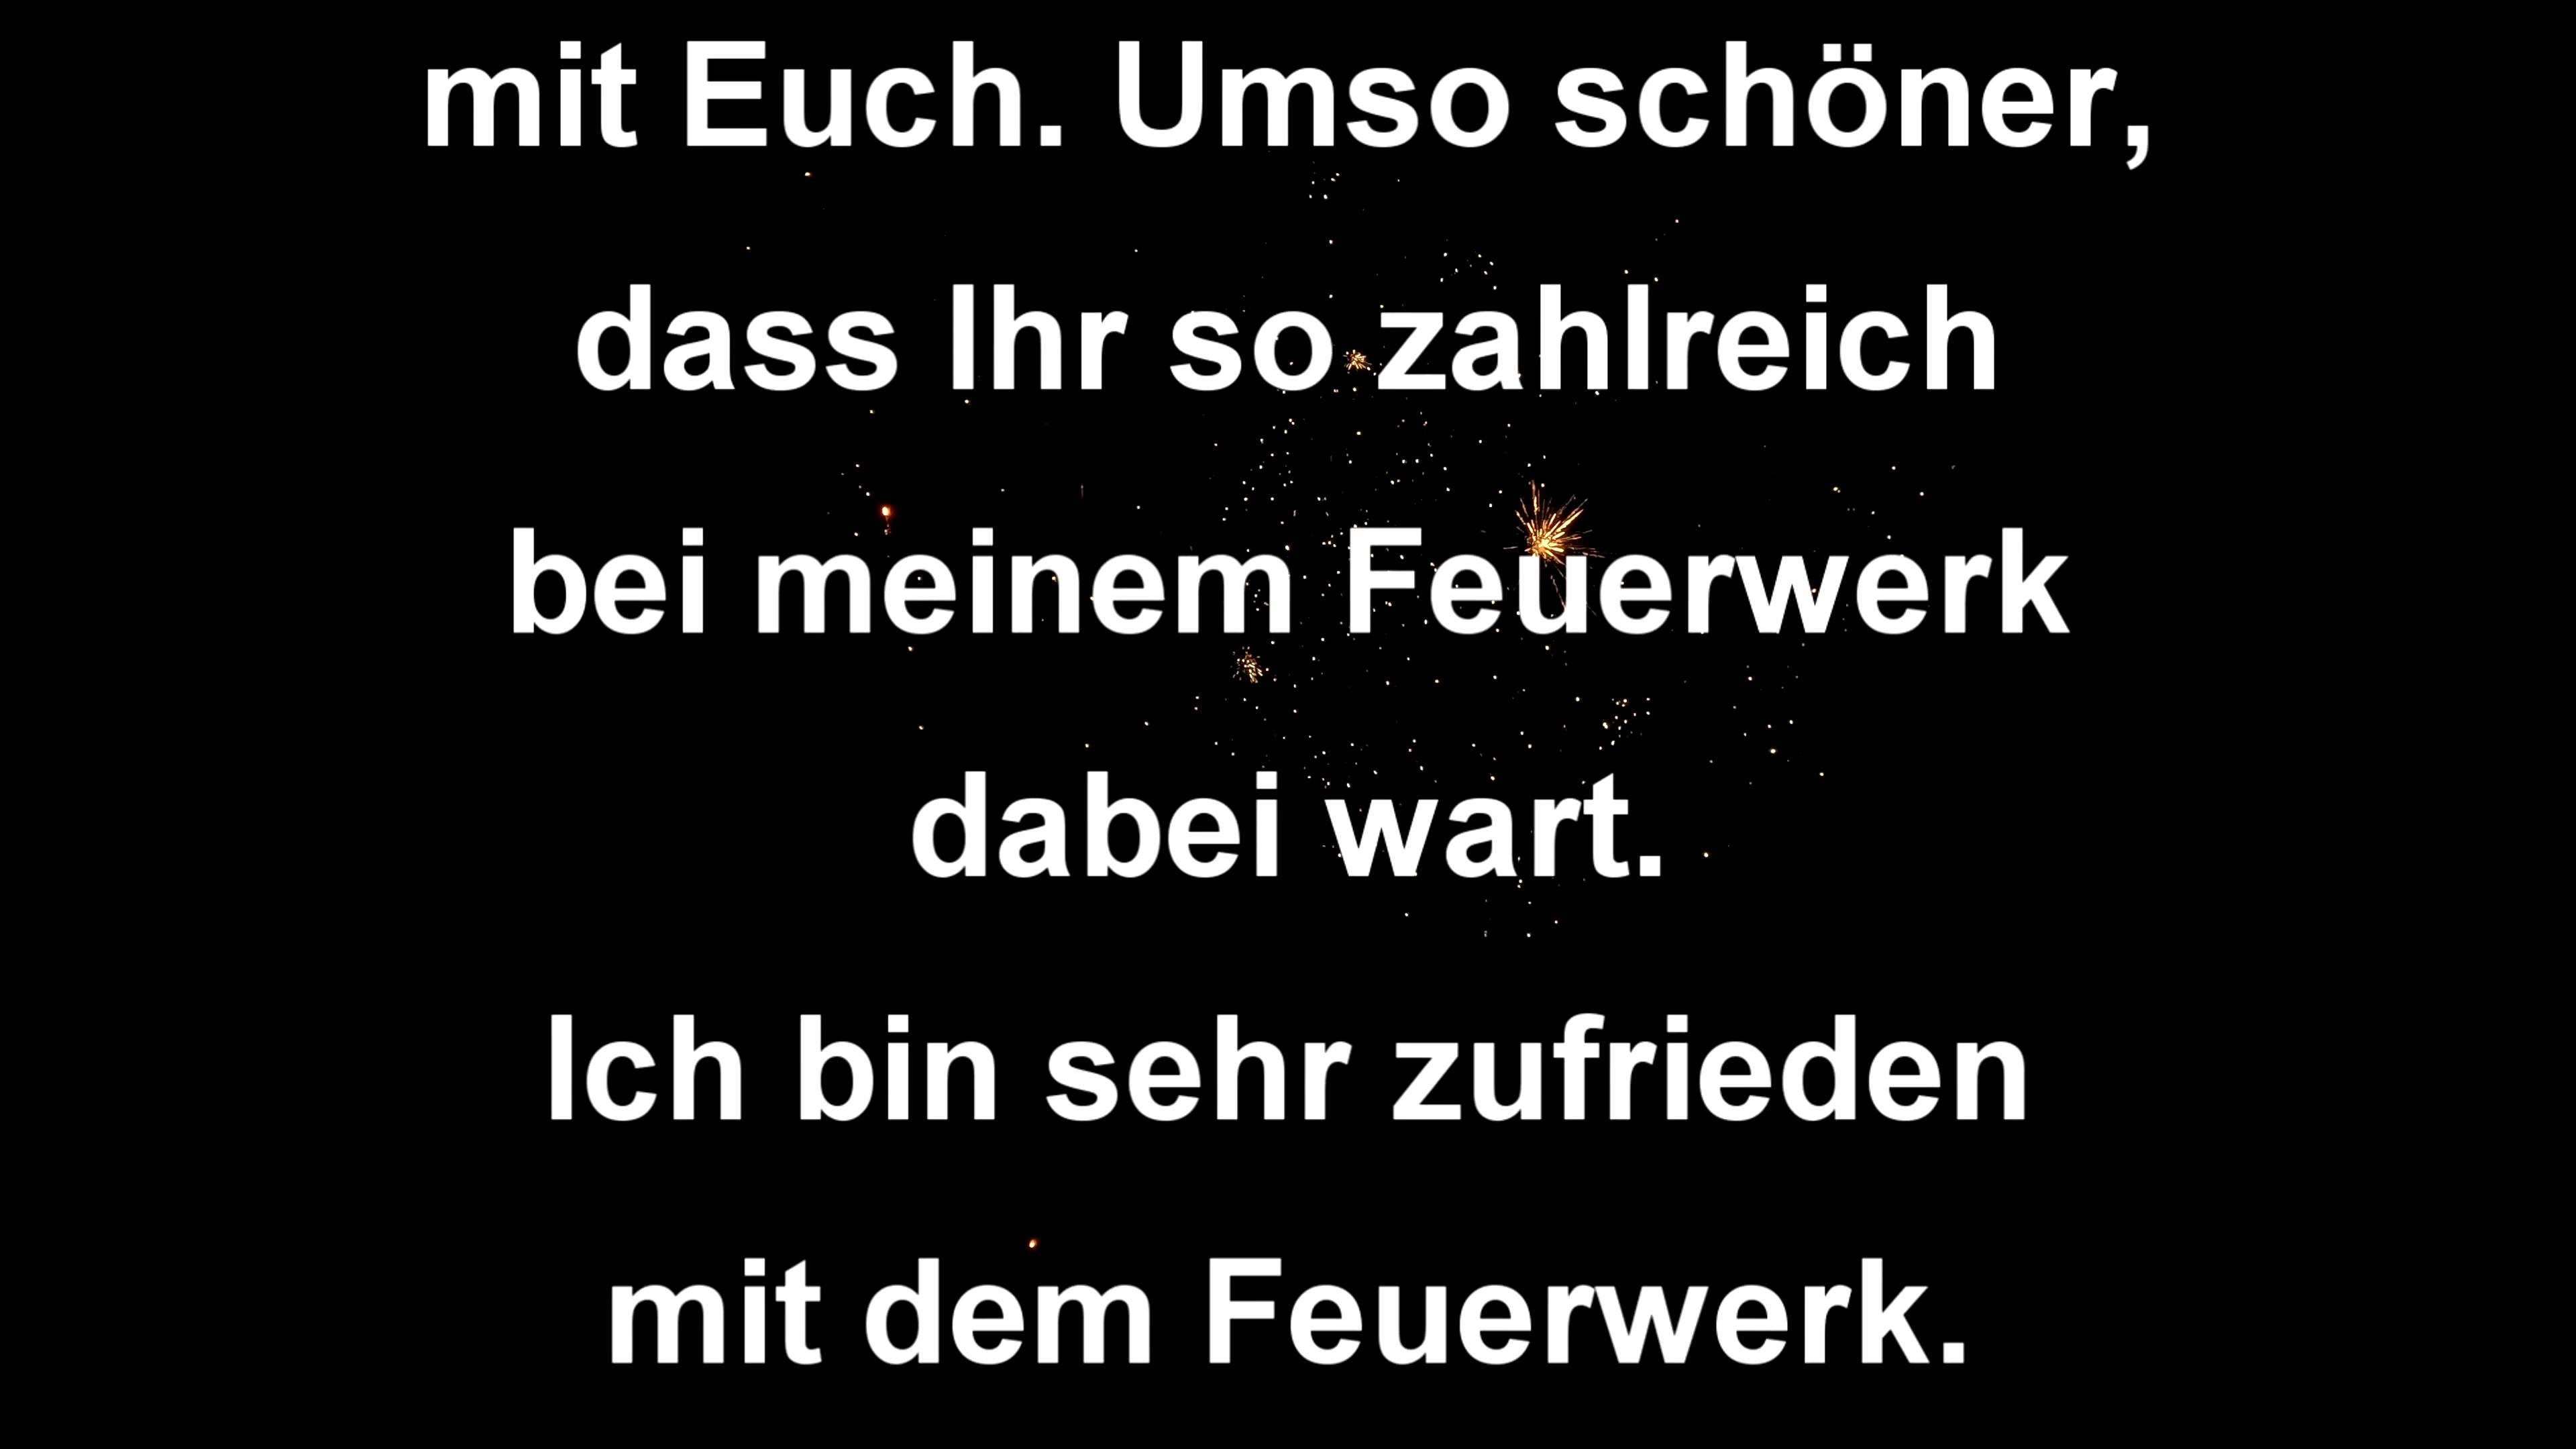 mit Euch. Umso schöner,
dass Ihr so zahlreich
bei meinem Feuerwerk
dabei wart.
Ich bin sehr zufrieden
mit dem Feuerwerk.